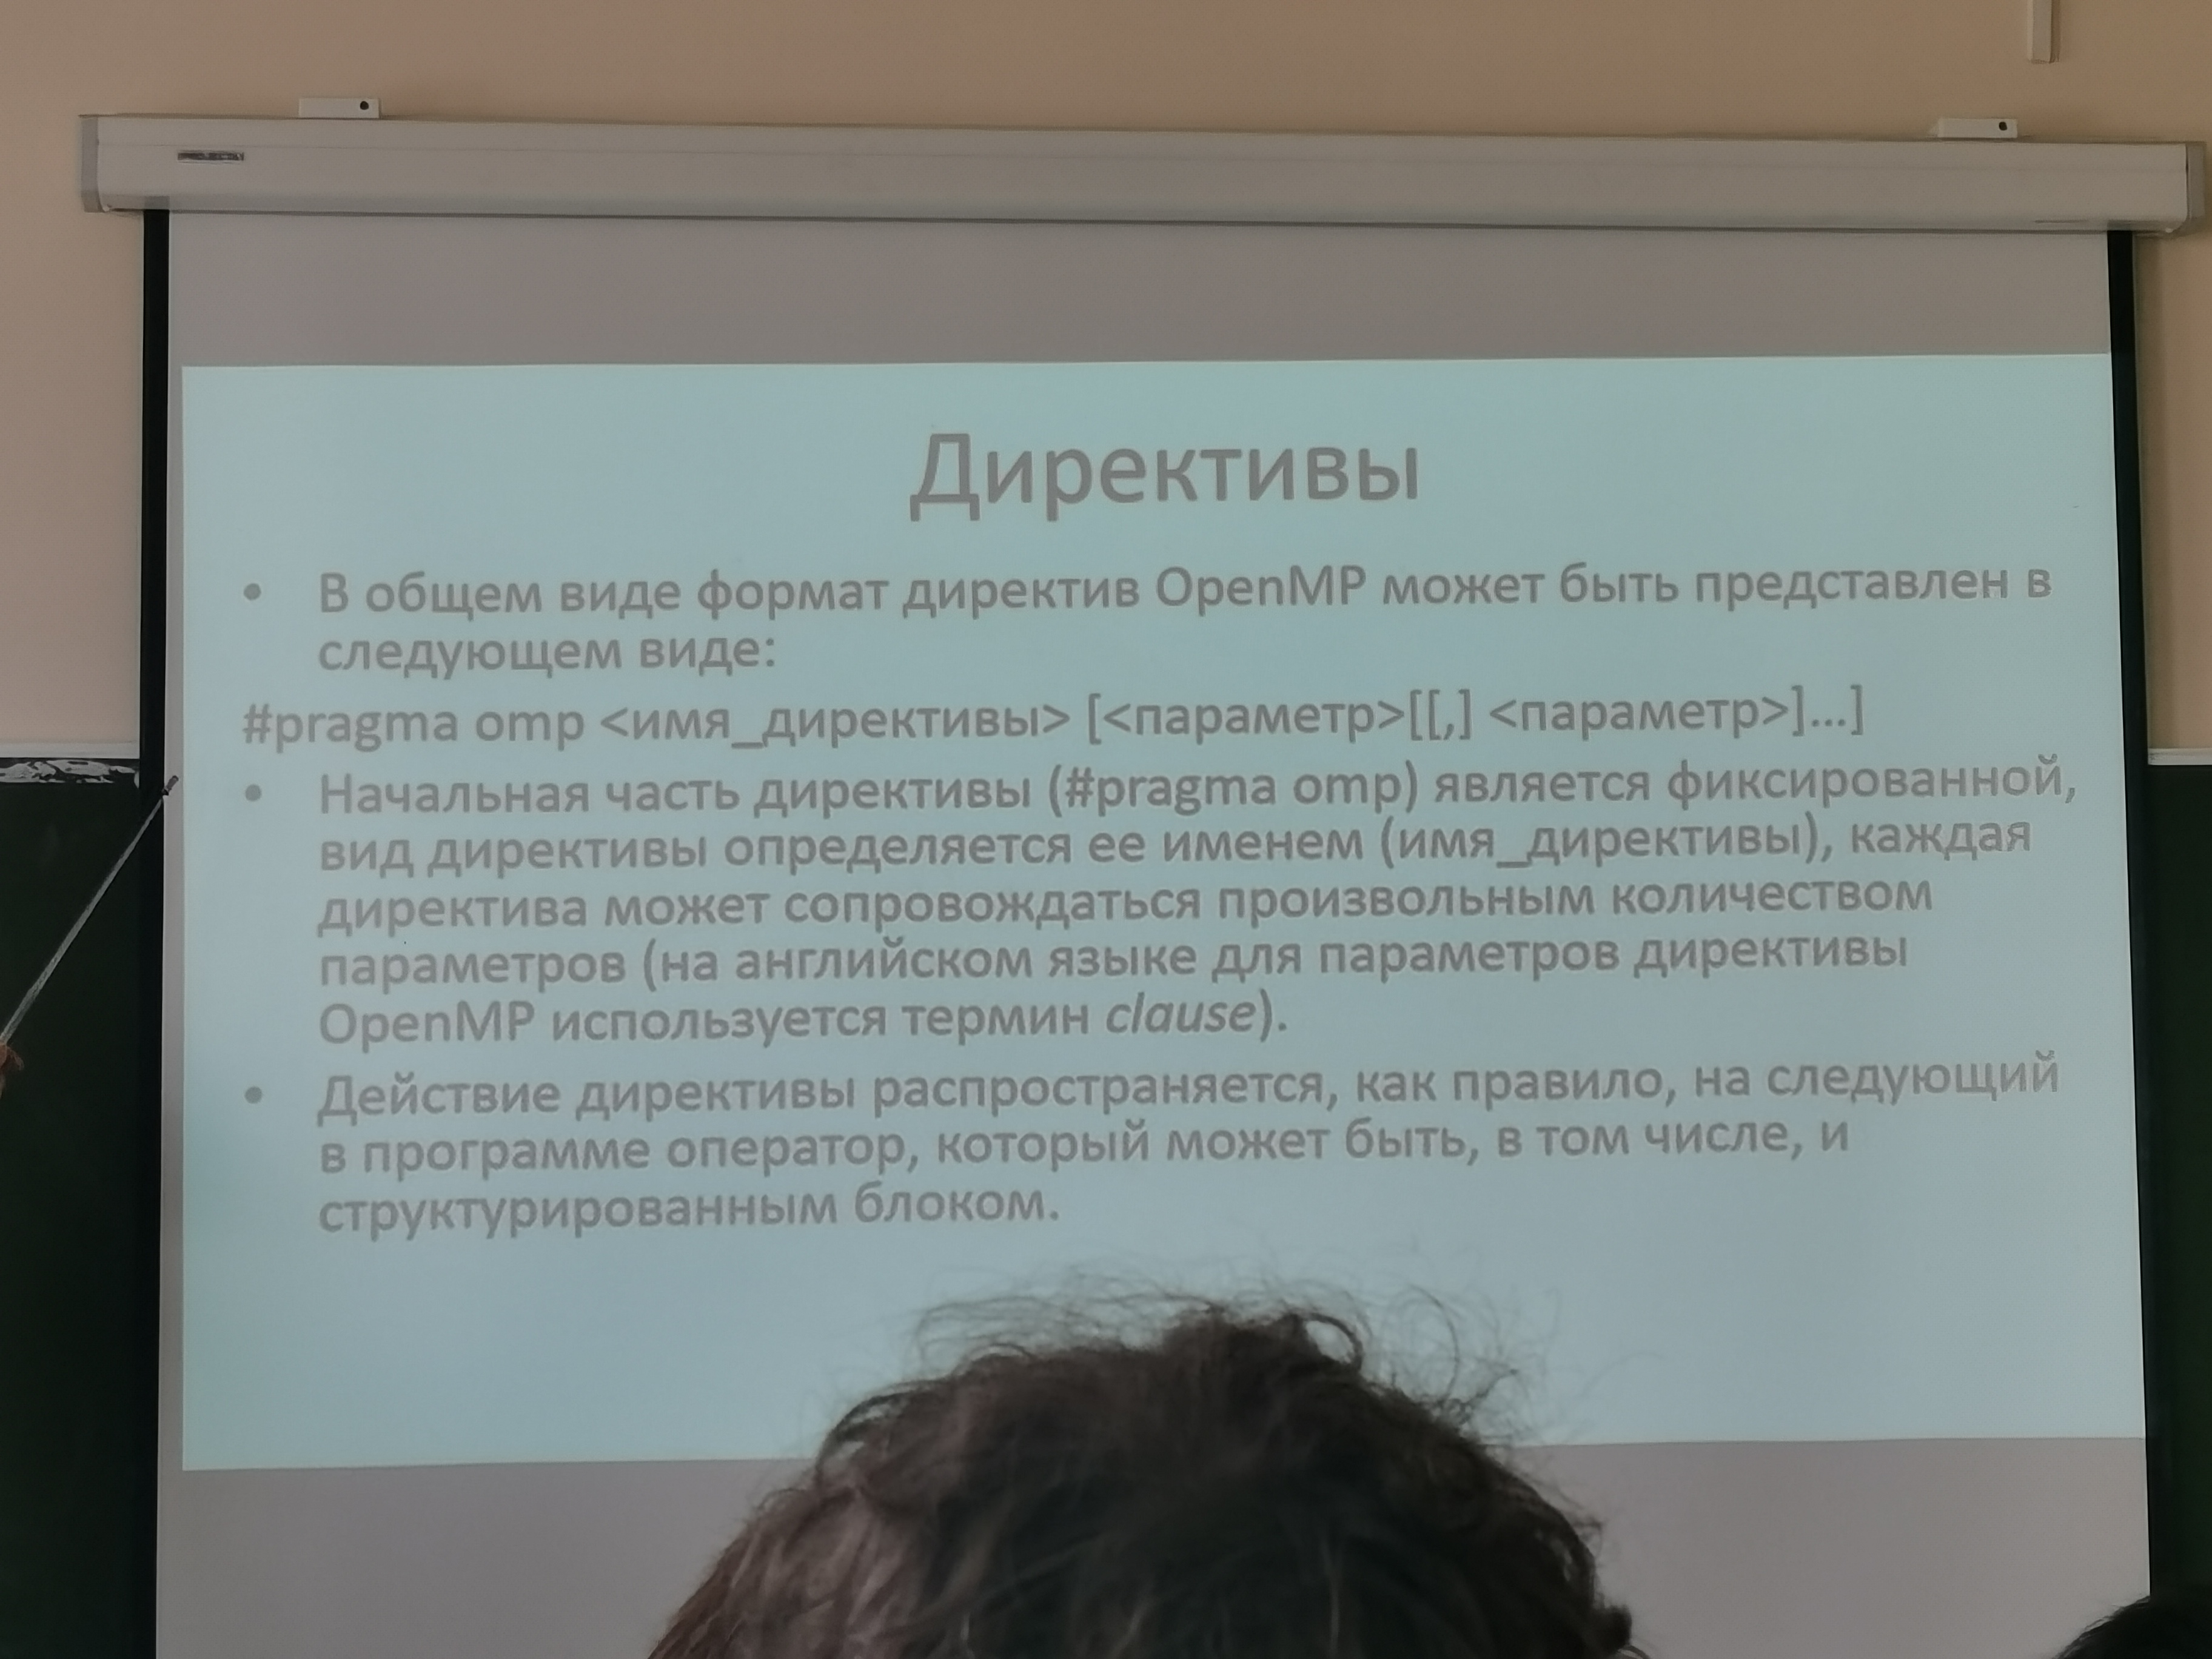 Директивы
• В общем виде формат директив OpenMP может быть представлен в
следующем виде:
#pragma omp <имя_директивы> [<параметр>[[,] <параметр>]...]
• Начальная часть директивы (#pragma omp) является фиксированной,
вид директивы определяется ее именем (имя_директивы), каждая
директива может сопровождаться произвольным количеством
параметров (на английском языке для параметров директивы
OpenMP используется термин clause).
• Действие директивы распространяется, как правило, на следующий
в программе оператор, который может быть, в том числе, и
структурированным блоком.